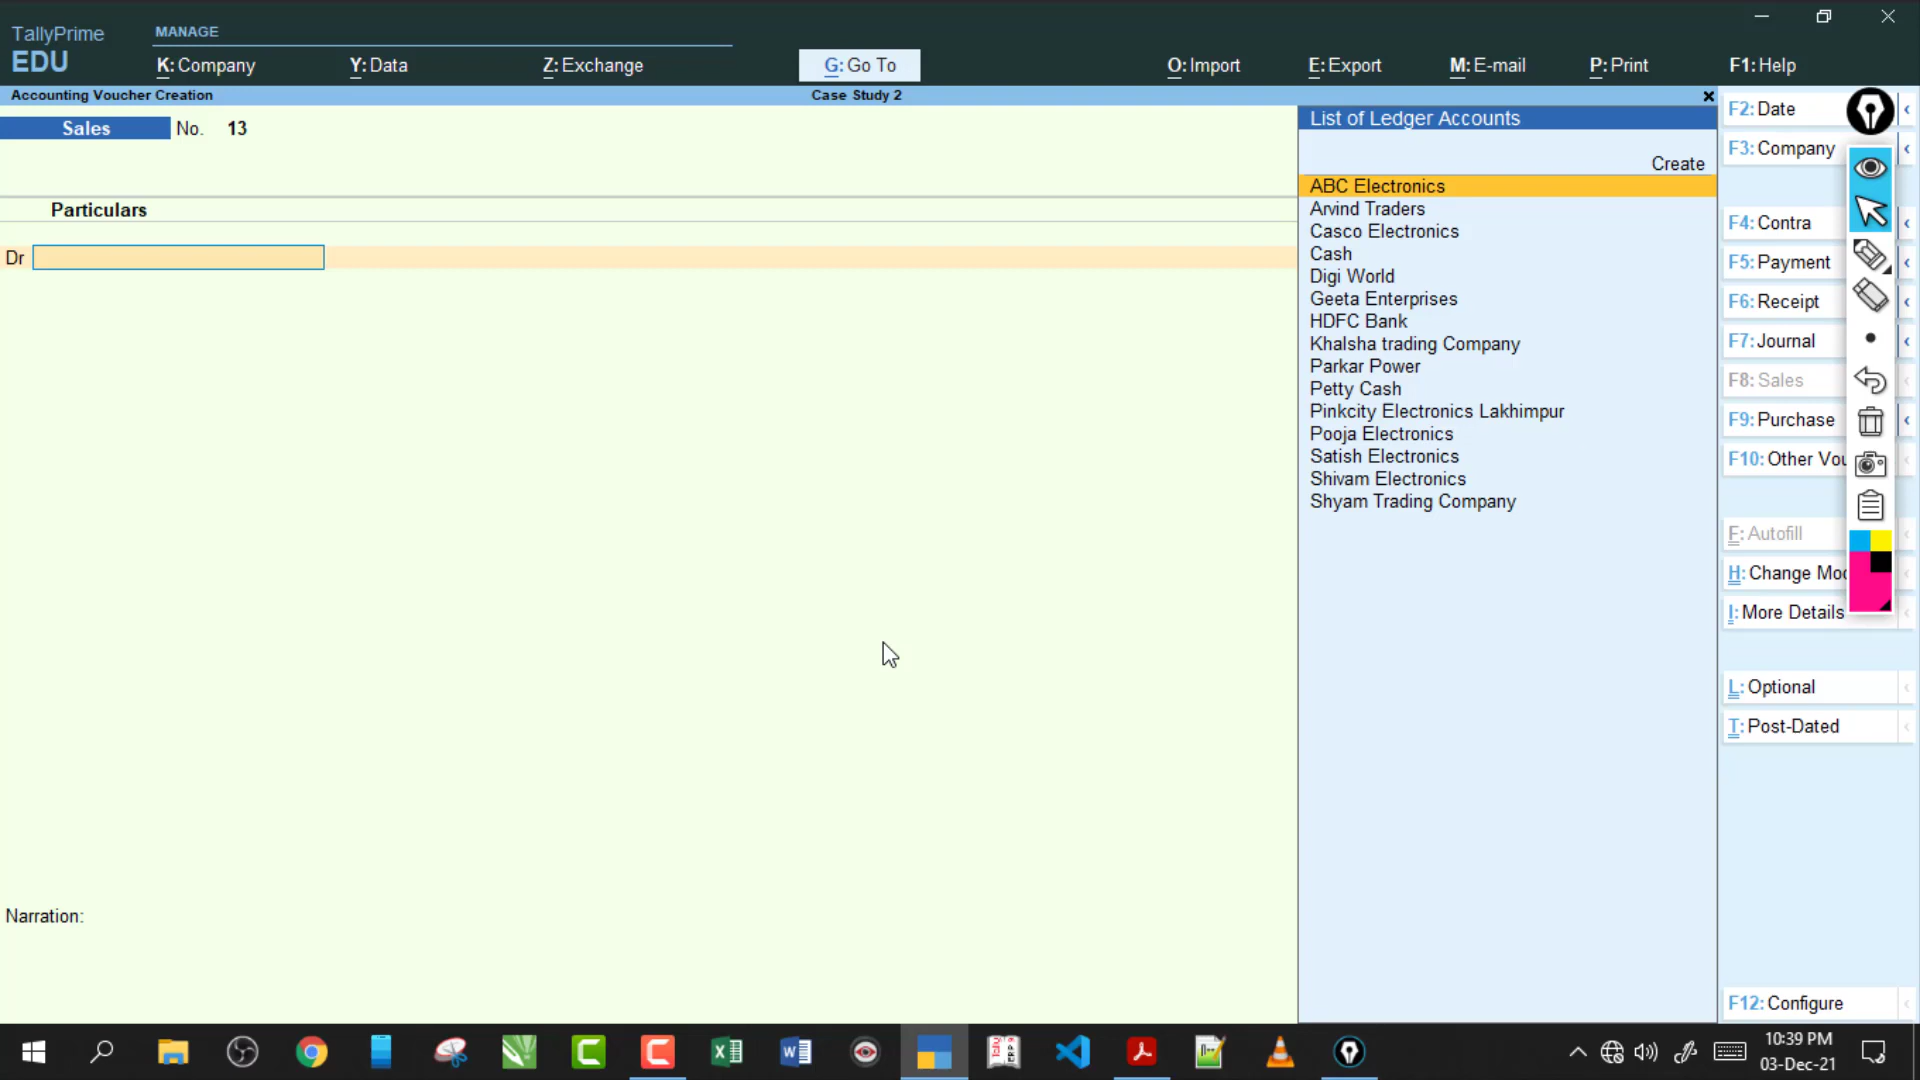 TallyPrime
EDU
MANAGE
K: Company
Y: Data
Z: Exchange
G: Go To
O: Import
E: Export
M: E-mail
P: Print
F1: Help
Accounting Voucher Creation
Case Study 2
Sales No. 13
Particulars
Dr
Narration:
List of Ledger Accounts
Create
ABC Electronics
Arvind Traders
Casco Electronics
Cash
Digi World
Geeta Enterprises
HDFC Bank
Khalsha trading Company
Parkar Power
Petty Cash
Pinkcity Electronics Lakhimpur
Pooja Electronics
Satish Electronics
Shivam Electronics
Shyam Trading Company
F2: Date
F3: Company
F4: Contra
F5: Payment
F6: Receipt
F7: Journal
F8: Sales
F9: Purchase
F10: Other Vou
F: Autofill
H: Change Mod
I: More Details
L: Optional
T: Post-Dated
F12: Configure
10:39 PM
03-Dec-21